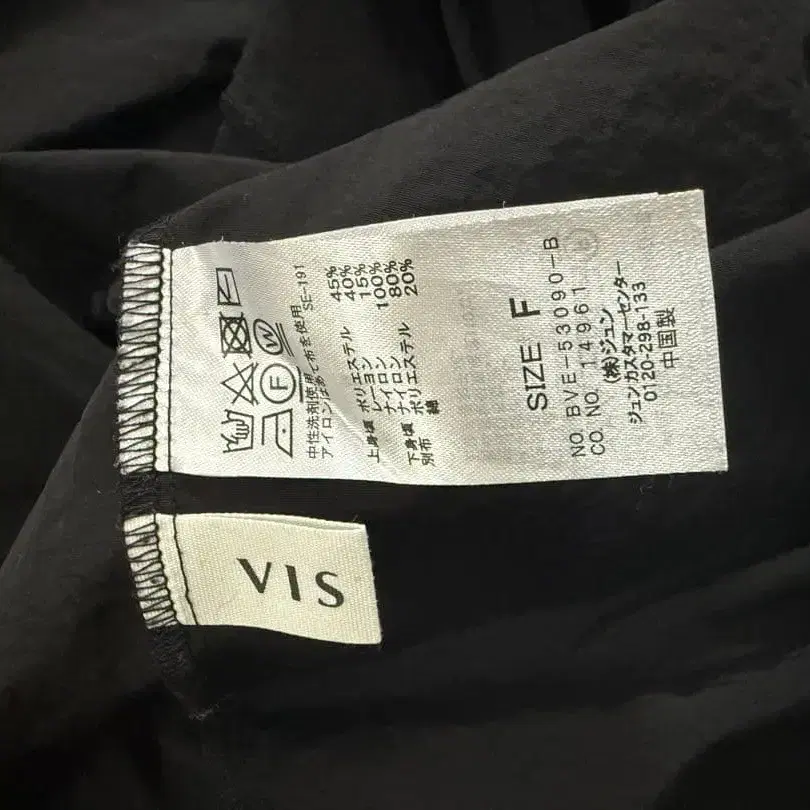 中性洗剤使用
アイロンはあて布を使用 SE-191
上身頃 ポリエステル 45%
レーヨン 40%
ナイロン 15%
下身頃 ナイロン 100%
別布 ポリエステル 80%
綿 20%
SIZE F
NO. BVE-53090-B
CO. NO. 14961
(株)ジュン
ジュンカスタマーセンター
0120-298-133
中国製
VIS